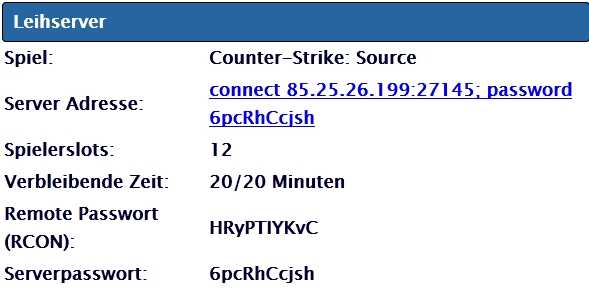 Leihserver
Spiel: Counter-Strike: Source
Server Adresse: connect 85.25.26.199:27145; password
6pcRhCcjsh
Spielerslots: 12
Verbleibende Zeit: 20/20 Minuten
Remote Passwort
(RCON): HRyPTlYKvC
Serverpasswort: 6pcRhCcjsh